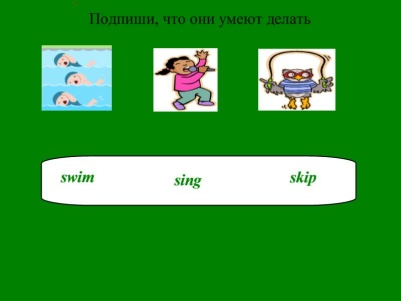 Подпиши, что они умеют делать
swim sing skip